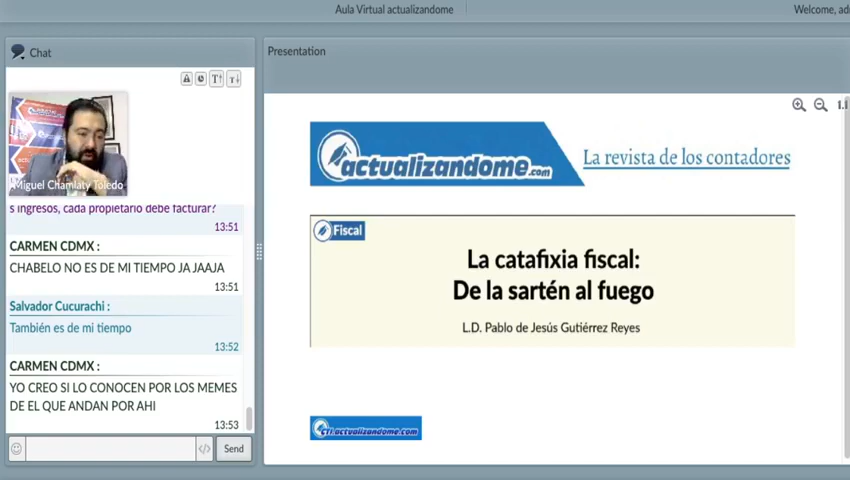 Aula Virtual actualizandome
Welcome, ad
Chat
Miguel Chamlaty Toledo
s ingresos, cada propietario debe facturar?
13:51
CARMEN CDMX :
CHABELO NO ES DE MI TIEMPO JA JAAJA
13:51
Salvador Cucurachi :
También es de mi tiempo
13:52
CARMEN CDMX :
YO CREO SI LO CONOCEN POR LOS MEMES
DE EL QUE ANDAN POR AHI
13:53
Send
Presentation
1.1
actualizandome.com
La revista de los contadores
Fiscal
La catafixia fiscal:
De la sartén al fuego
L.D. Pablo de Jesús Gutiérrez Reyes
actualizandome.com